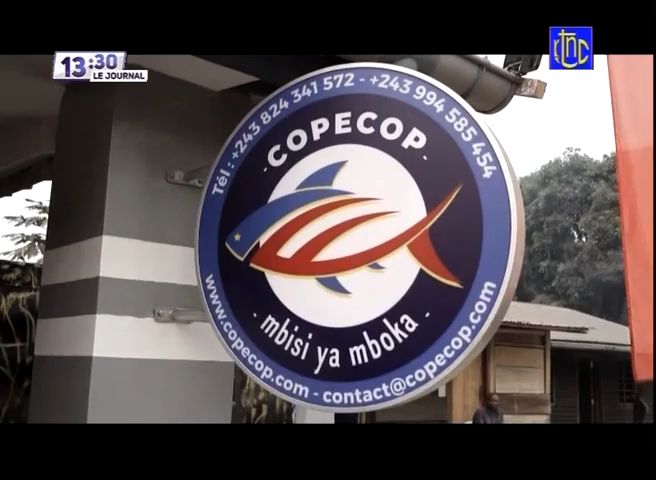 13:30
LE JOURNAL
rtnc
Tél : +243 824 341 572 - +243 994 585 454
- COPECOP -
- mbisi ya mboka -
www.copecop.com - contact@copecop.com